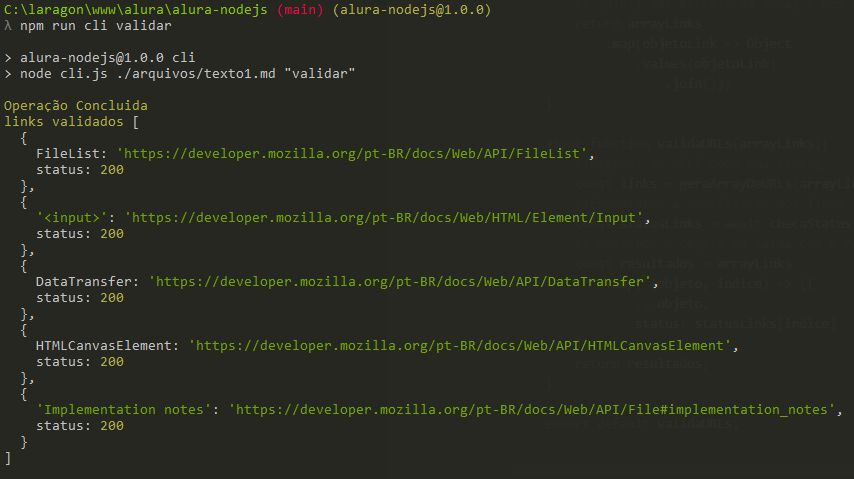 C:\laragon\www\alura\alura-nodejs (main) (alura-nodejs@1.0.0)
λ npm run cli validar

> alura-nodejs@1.0.0 cli
> node cli.js ./arquivos/texto1.md "validar"

Operação Concluida
links validados [
  {
    FileList: 'https://developer.mozilla.org/pt-BR/docs/Web/API/FileList',
    status: 200
  },
  {
    '<input>': 'https://developer.mozilla.org/pt-BR/docs/Web/HTML/Element/Input',
    status: 200
  },
  {
    DataTransfer: 'https://developer.mozilla.org/pt-BR/docs/Web/API/DataTransfer',
    status: 200
  },
  {
    HTMLCanvasElement: 'https://developer.mozilla.org/pt-BR/docs/Web/API/HTMLCanvasElement',
    status: 200
  },
  {
    'Implementation notes': 'https://developer.mozilla.org/pt-BR/docs/Web/API/File#implementation_notes',
    status: 200
  }
]